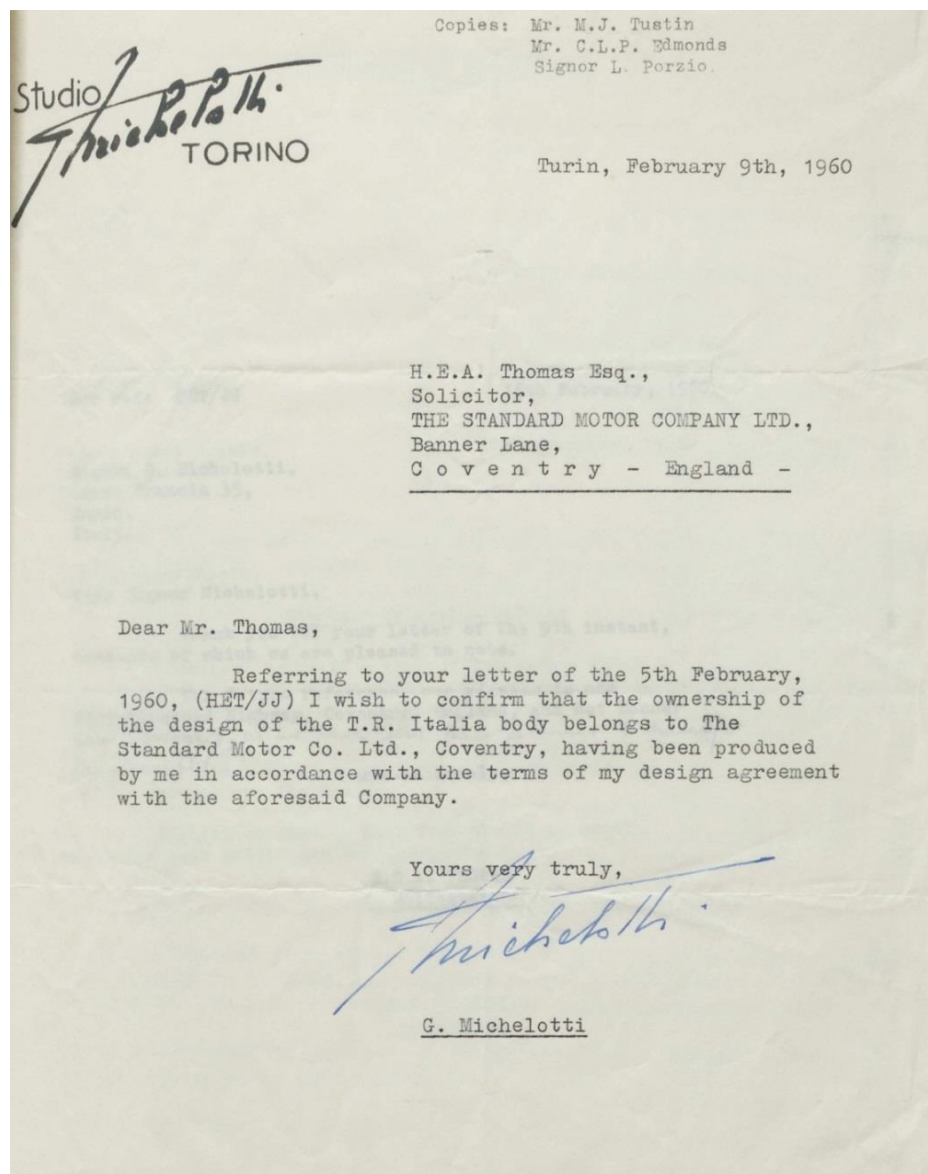 Copies: Mr. M.J. Tustin
Mr. C.L.P. Edmonds
Signor L. Porzio.
Studio
Michelotti
TORINO
Turin, February 9th, 1960
H.E.A. Thomas Esq.,
Solicitor,
THE STANDARD MOTOR COMPANY LTD.,
Banner Lane,
C o v e n t r y - England -
Dear Mr. Thomas,
Referring to your letter of the 5th February,
1960, (HET/JJ) I wish to confirm that the ownership of
the design of the T.R. Italia body belongs to The
Standard Motor Co. Ltd., Coventry, having been produced
by me in accordance with the terms of my design agreement
with the aforesaid Company.
Yours very truly,
Michelotti
G. Michelotti